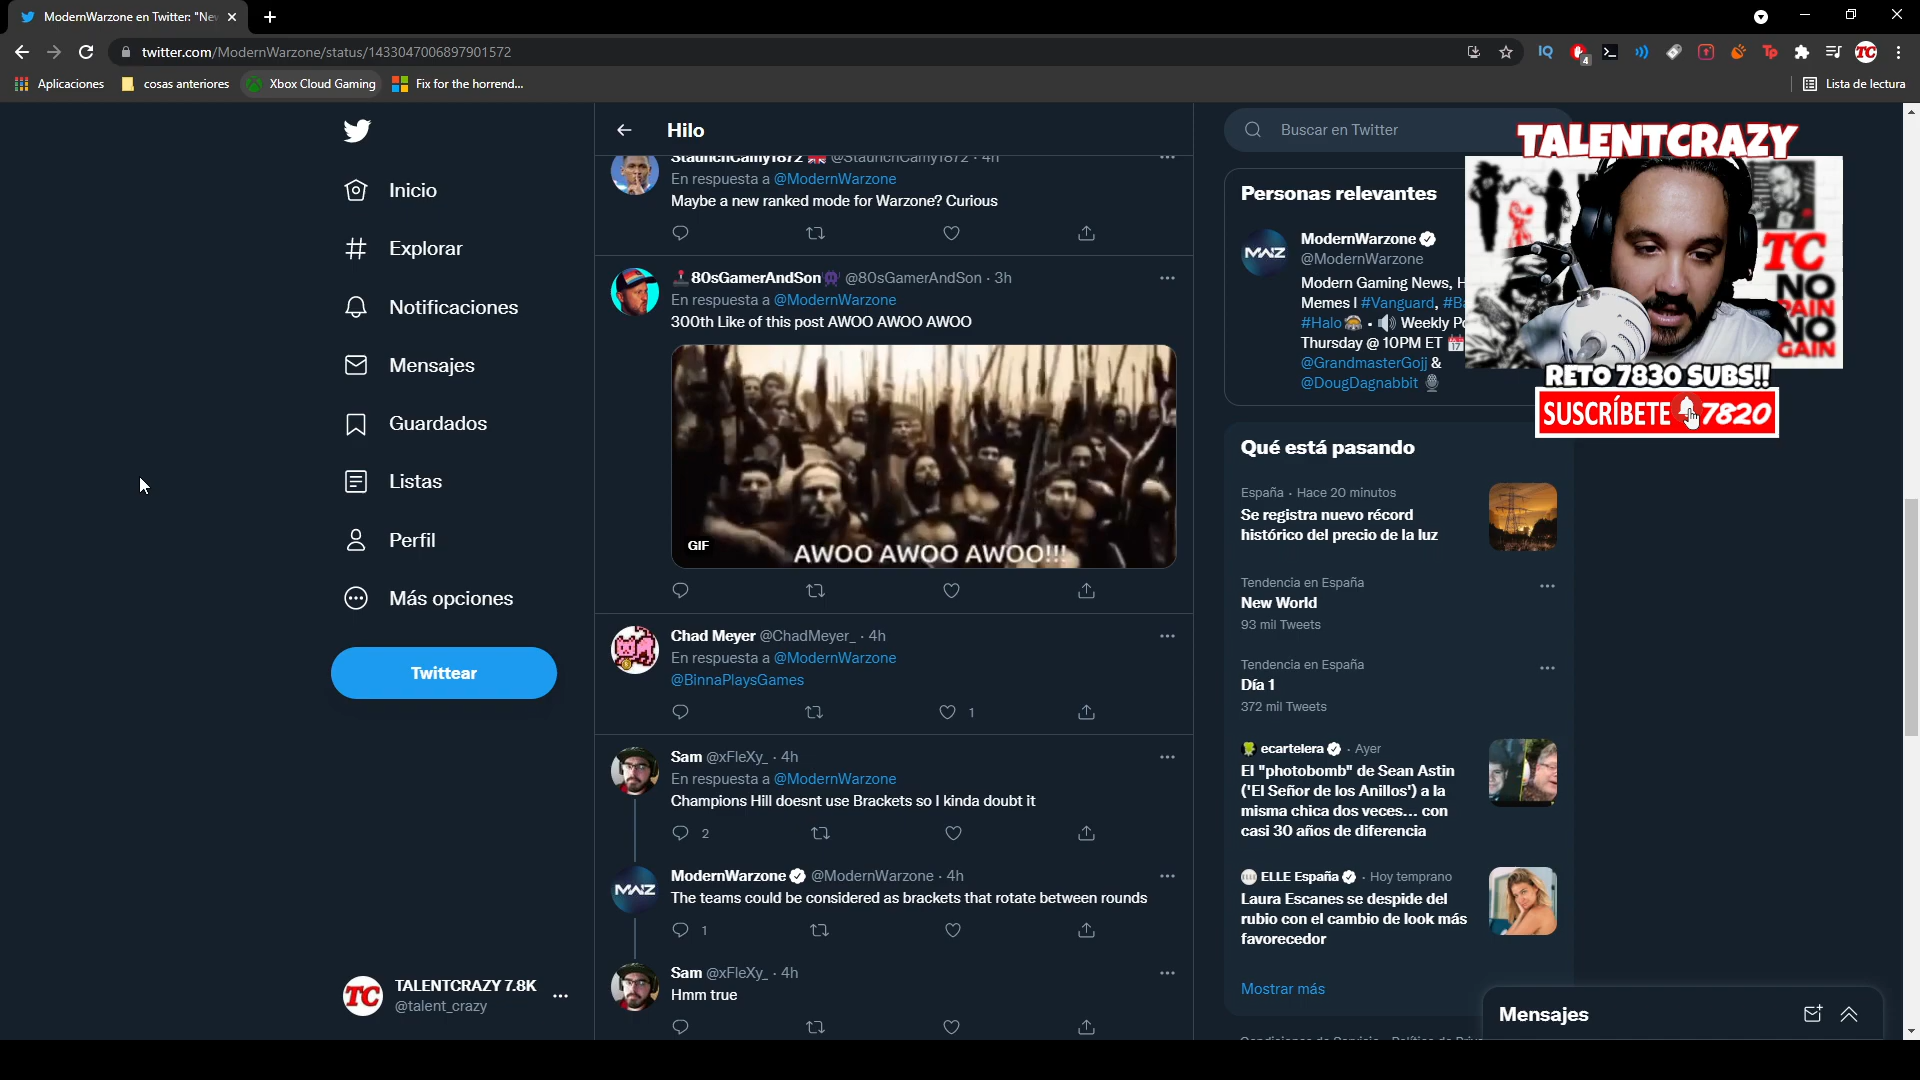 ModernWarzone en Twitter: "Ne
twitter.com/ModernWarzone/status/1433047006897901572
4
TC
Aplicaciones
cosas anteriores
Xbox Cloud Gaming
Fix for the horrend...
Lista de lectura
Inicio
Explorar
Notificaciones
Mensajes
Guardados
Listas
Perfil
Más opciones
Twittear
TC
TALENTCRAZY 7.8K
@talent_crazy
Hilo
StaunchCamy1872 @StaunchCamy1872 · 4h
En respuesta a @ModernWarzone
Maybe a new ranked mode for Warzone? Curious
80sGamerAndSon @80sGamerAndSon · 3h
En respuesta a @ModernWarzone
300th Like of this post AWOO AWOO AWOO
GIF
AWOO AWOO AWOO!!!
Chad Meyer @ChadMeyer_ · 4h
En respuesta a @ModernWarzone
@BinnaPlaysGames
1
Sam @xFleXy_ · 4h
En respuesta a @ModernWarzone
Champions Hill doesnt use Brackets so I kinda doubt it
2
MWZ
ModernWarzone @ModernWarzone · 4h
The teams could be considered as brackets that rotate between rounds
1
Sam @xFleXy_ · 4h
Hmm true
Buscar en Twitter
Personas relevantes
MWZ
ModernWarzone
@ModernWarzone
Modern Gaming News, H
Memes I #Vanguard, #Ba
#Halo · Weekly Po
Thursday @ 10PM ET
@GrandmasterGojj &
@DougDagnabbit
Qué está pasando
España · Hace 20 minutos
Se registra nuevo récord
histórico del precio de la luz
Tendencia en España
New World
93 mil Tweets
Tendencia en España
Día 1
372 mil Tweets
ecartelera · Ayer
El "photobomb" de Sean Astin
('El Señor de los Anillos') a la
misma chica dos veces... con
casi 30 años de diferencia
ELLE España · Hoy temprano
Laura Escanes se despide del
rubio con el cambio de look más
favorecedor
Mostrar más
Mensajes
TALENTCRAZY
TC
NO
PAIN
NO
GAIN
RETO 7830 SUBS!!
SUSCRÍBETE 7820